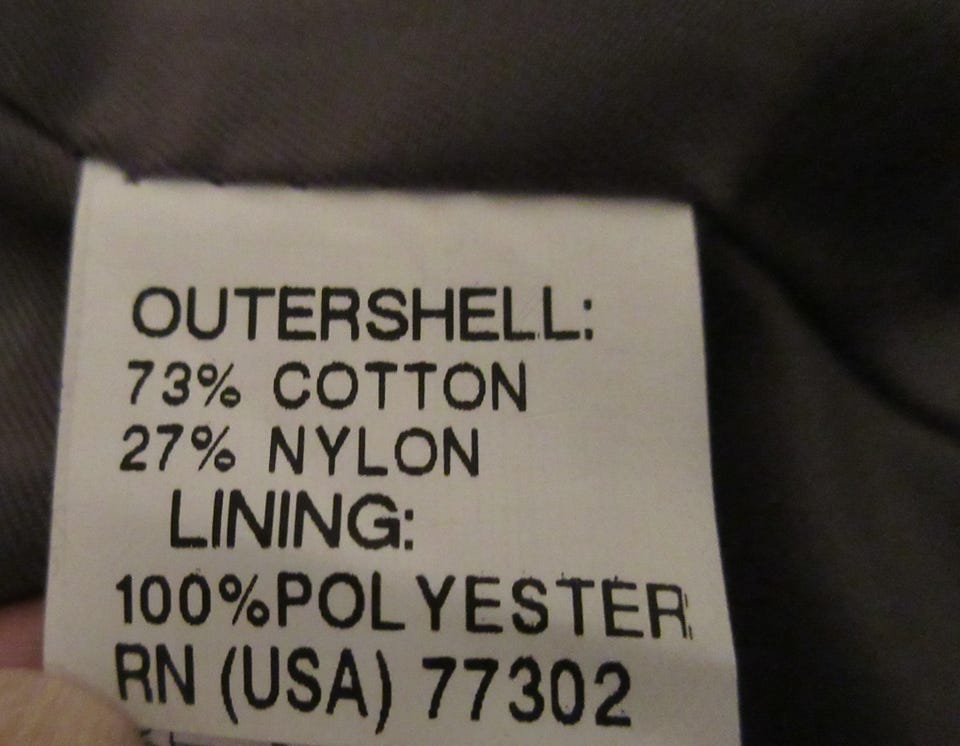 OUTERSHELL:
73% COTTON
27% NYLON
LINING:
100%POLYESTER
RN (USA) 77302